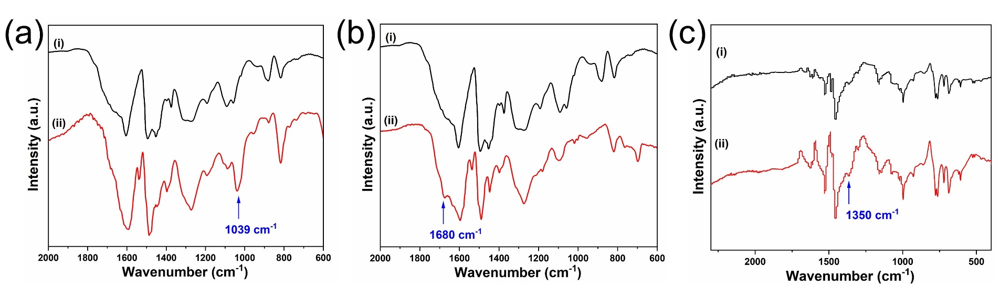 (a)
(i)
(ii)
1039 cm⁻¹
Intensity (a.u.)
2000 1800 1600 1400 1200 1000 800 600
Wavenumber (cm⁻¹)
(b)
(i)
(ii)
1680 cm⁻¹
Intensity (a.u.)
2000 1800 1600 1400 1200 1000 800 600
Wavenumber (cm⁻¹)
(c)
(i)
(ii)
1350 cm⁻¹
Intensity (a.u.)
2000 1500 1000 500
Wavenumber (cm⁻¹)